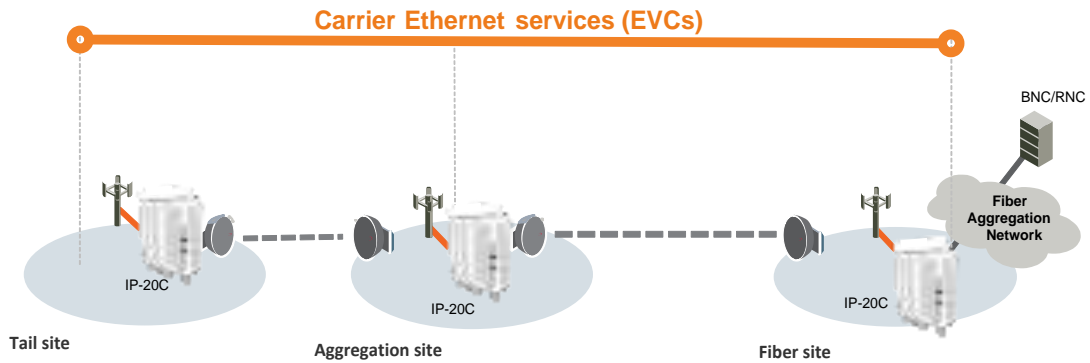 Carrier Ethernet services (EVCs)
BNC/RNC
Fiber
Aggregation
Network
IP-20C
IP-20C
IP-20C
Tail site
Aggregation site
Fiber site